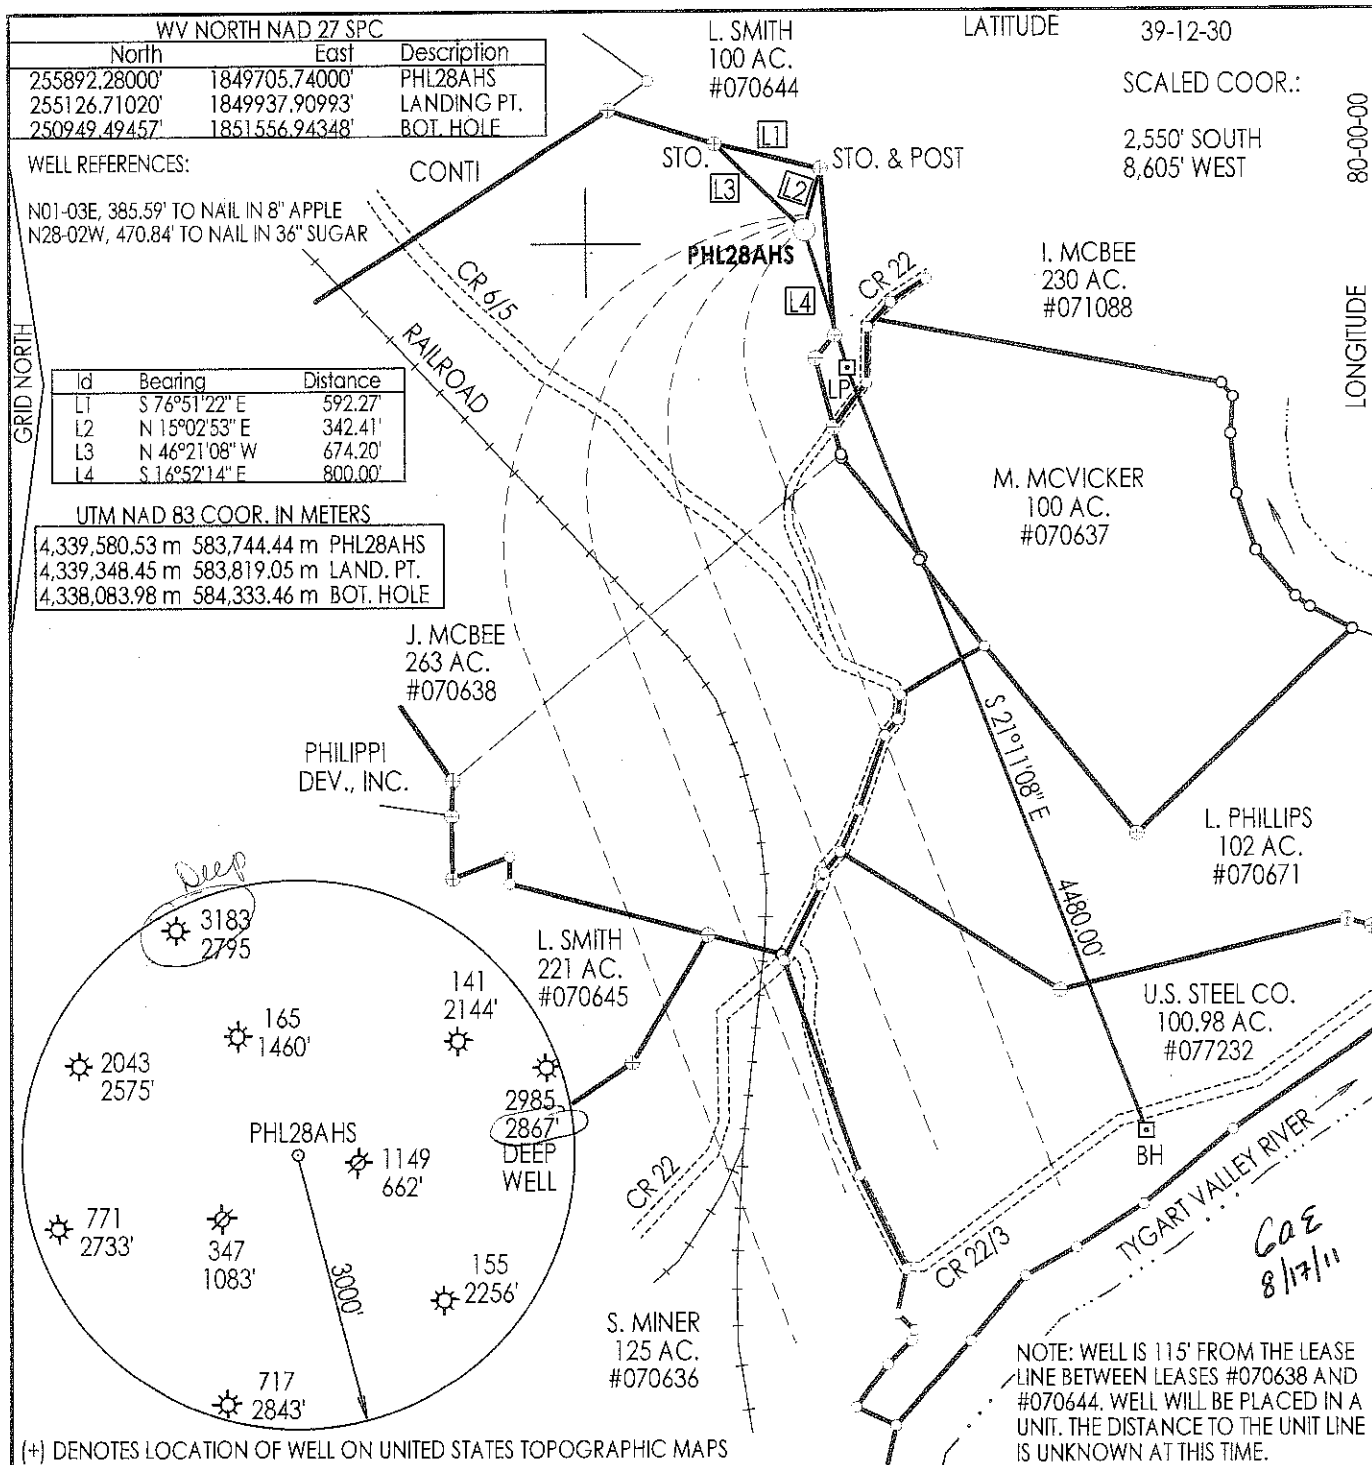 WV NORTH NAD 27 SPC
North East Description
255892.28000' 1849705.74000' PHL28AHS
255126.71020' 1849937.90993' LANDING PT.
250949.49457' 1851556.94348' BOT. HOLE
WELL REFERENCES:
N01-03E, 385.59' TO NAIL IN 8" APPLE
N28-02W, 470.84' TO NAIL IN 36" SUGAR
GRID NORTH
L. SMITH
100 AC.
#070644
LATITUDE 39-12-30
SCALED COOR.:
2,550' SOUTH
8,605' WEST
80-00-00
LONGITUDE
CONTI
STO.
L1
STO. & POST
L3
L2
PHL28AHS
L4
CR 22
LP
CR 6/5
RAILROAD
I. MCBEE
230 AC.
#071088
Id Bearing Distance
L1 S 76°51'22" E 592.27'
L2 N 15°02'53" E 342.41'
L3 N 46°21'08" W 674.20'
L4 S 16°52'14" E 800.00'
UTM NAD 83 COOR. IN METERS
4,339,580.53 m 583,744.44 m PHL28AHS
4,339,348.45 m 583,819.05 m LAND. PT.
4,338,083.98 m 584,333.46 m BOT. HOLE
M. MCVICKER
100 AC.
#070637
J. MCBEE
263 AC.
#070638
PHILIPPI
DEV., INC.
S 21°11'08" E
4480.00'
L. PHILLIPS
102 AC.
#070671
Deep
3183
2795
165
1460'
141
2144'
2043
2575'
2985
2867'
DEEP
WELL
PHL28AHS
1149
662'
771
2733'
347
1083'
3000'
155
2256'
717
2843'
L. SMITH
221 AC.
#070645
U.S. STEEL CO.
100.98 AC.
#077232
BH
CR 22
CR 22/3
TYGART VALLEY RIVER
S. MINER
125 AC.
#070636
8/17/11
NOTE: WELL IS 115' FROM THE LEASE
LINE BETWEEN LEASES #070638 AND
#070644. WELL WILL BE PLACED IN A
UNIT. THE DISTANCE TO THE UNIT LINE
IS UNKNOWN AT THIS TIME.
(+) DENOTES LOCATION OF WELL ON UNITED STATES TOPOGRAPHIC MAPS